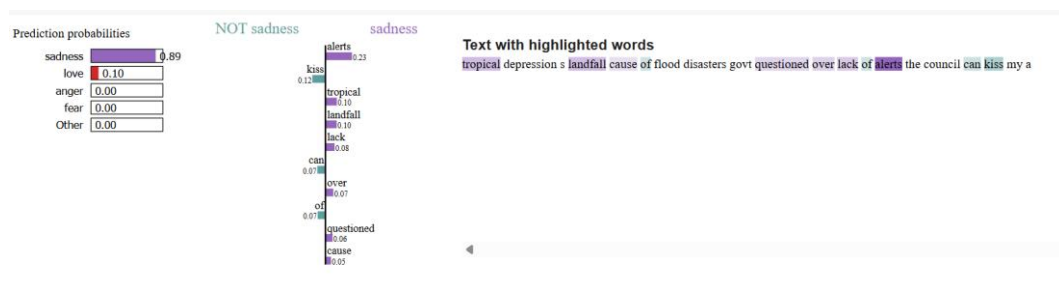 Prediction probabilities
sadness 0.89
love 0.10
anger 0.00
fear 0.00
Other 0.00
NOT sadness sadness
alerts
0.23
kiss
0.12
tropical
0.10
landfall
0.10
lack
0.08
can
0.07
over
0.07
of
0.07
questioned
0.06
cause
0.05
Text with highlighted words
tropical depression s landfall cause of flood disasters govt questioned over lack of alerts the council can kiss my a